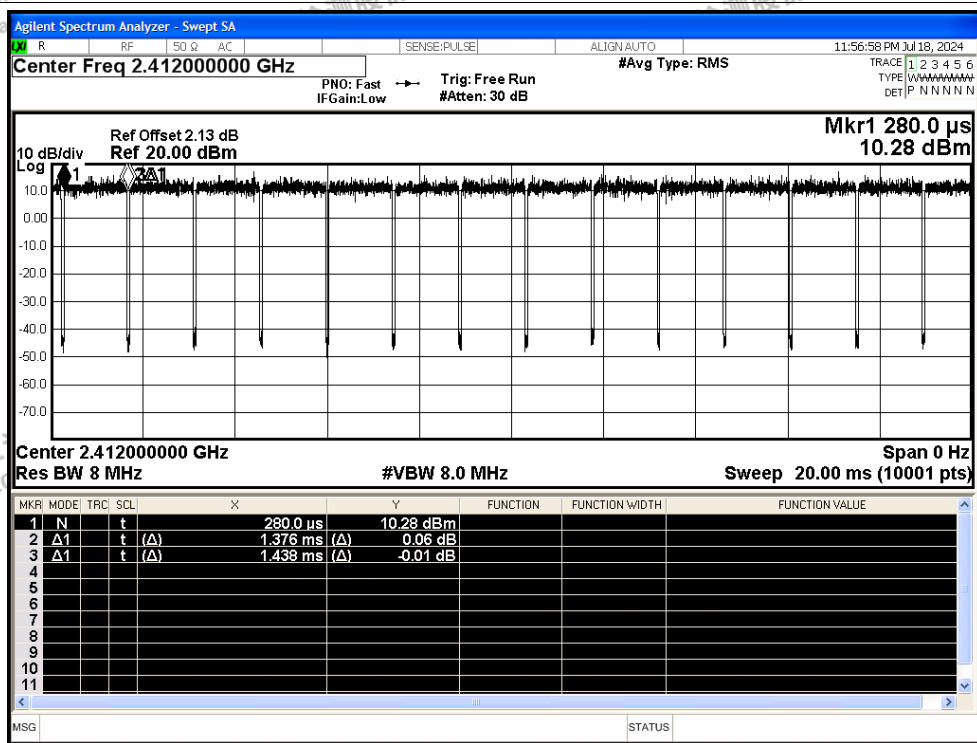 Agilent Spectrum Analyzer - Swept SA
LXI R RF 50 Ω AC SENSE:PULSE ALIGN AUTO 11:56:58 PM Jul 18, 2024
Center Freq 2.412000000 GHz #Avg Type: RMS TRACE 1 2 3 4 5 6
PNO: Fast Trig: Free Run TYPE
IFGain:Low #Atten: 30 dB DET P N N N N N
Mkr1 280.0 µs
Ref Offset 2.13 dB
10 dB/div Ref 20.00 dBm 10.28 dBm
Log
1 3Δ1
10.0
0.00
-10.0
-20.0
-30.0
-40.0
-50.0
-60.0
-70.0
Center 2.412000000 GHz Span 0 Hz
Res BW 8 MHz #VBW 8.0 MHz Sweep 20.00 ms (10001 pts)
MKR MODE TRC SCL X Y FUNCTION FUNCTION WIDTH FUNCTION VALUE
1 N t 280.0 µs 10.28 dBm
2 Δ1 t (Δ) 1.376 ms (Δ) 0.06 dB
3 Δ1 t (Δ) 1.438 ms (Δ) -0.01 dB
4
5
6
7
8
9
10
11
MSG STATUS